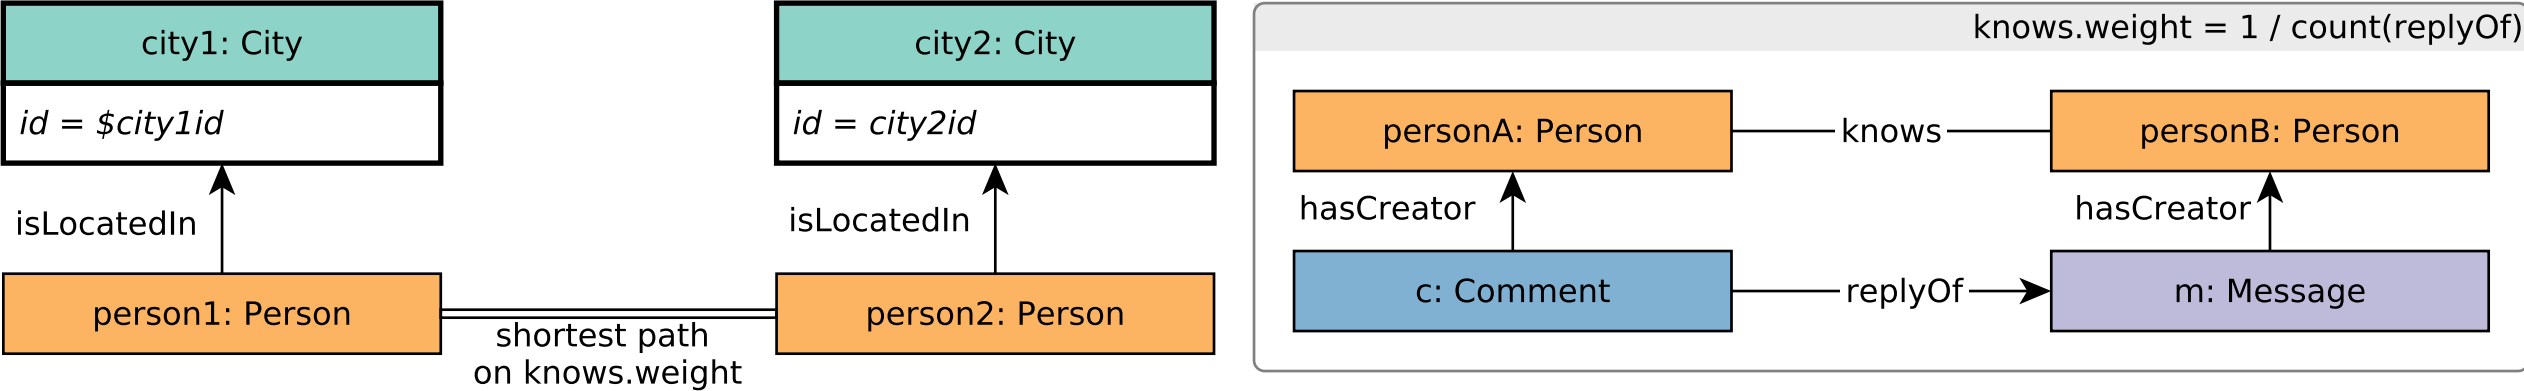 city1: City
id = $city1id
isLocatedIn
person1: Person
city2: City
id = city2id
isLocatedIn
person2: Person
shortest path
on knows.weight
knows.weight = 1 / count(replyOf)
personA: Person
knows
personB: Person
hasCreator
hasCreator
c: Comment
replyOf
m: Message